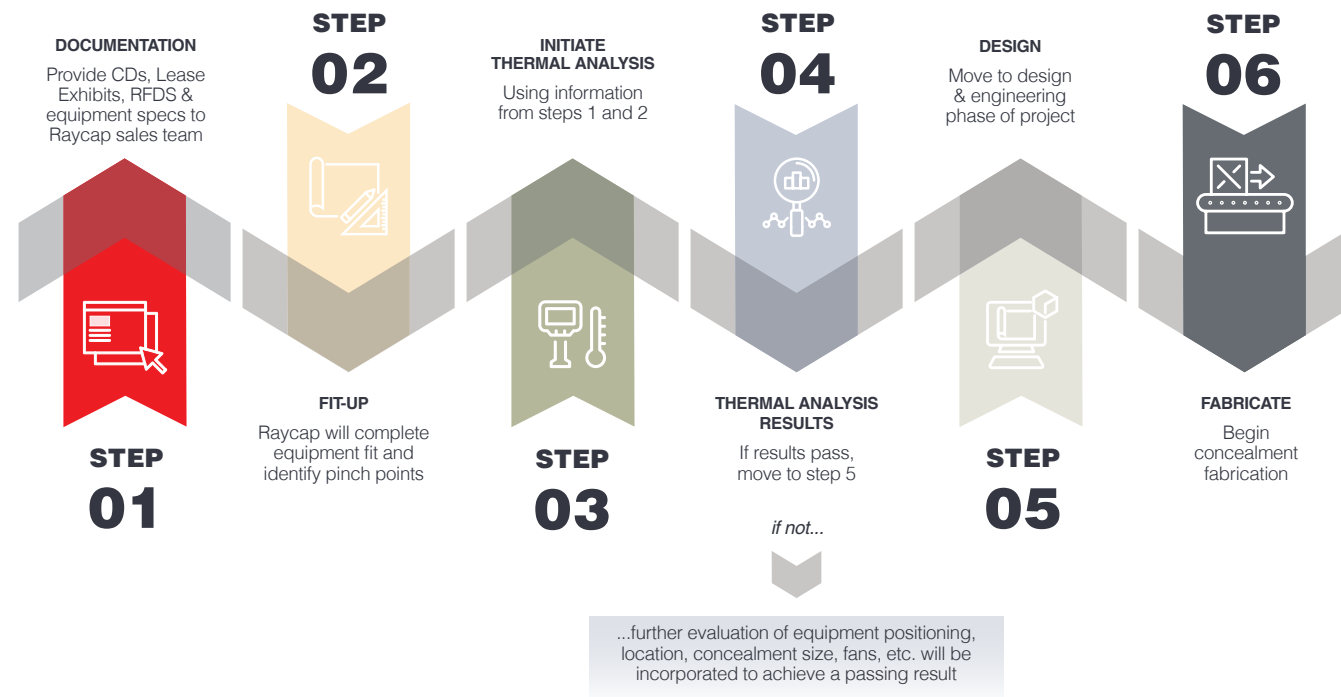 DOCUMENTATION
Provide CDs, Lease
Exhibits, RFDS &
equipment specs to
Raycap sales team
STEP
01
STEP
02
FIT-UP
Raycap will complete
equipment fit and
identify pinch points
INITIATE
THERMAL ANALYSIS
Using information
from steps 1 and 2
STEP
03
STEP
04
THERMAL ANALYSIS
RESULTS
If results pass,
move to step 5
if not...
...further evaluation of equipment positioning,
location, concealment size, fans, etc. will be
incorporated to achieve a passing result
DESIGN
Move to design
& engineering
phase of project
STEP
05
STEP
06
FABRICATE
Begin
concealment
fabrication